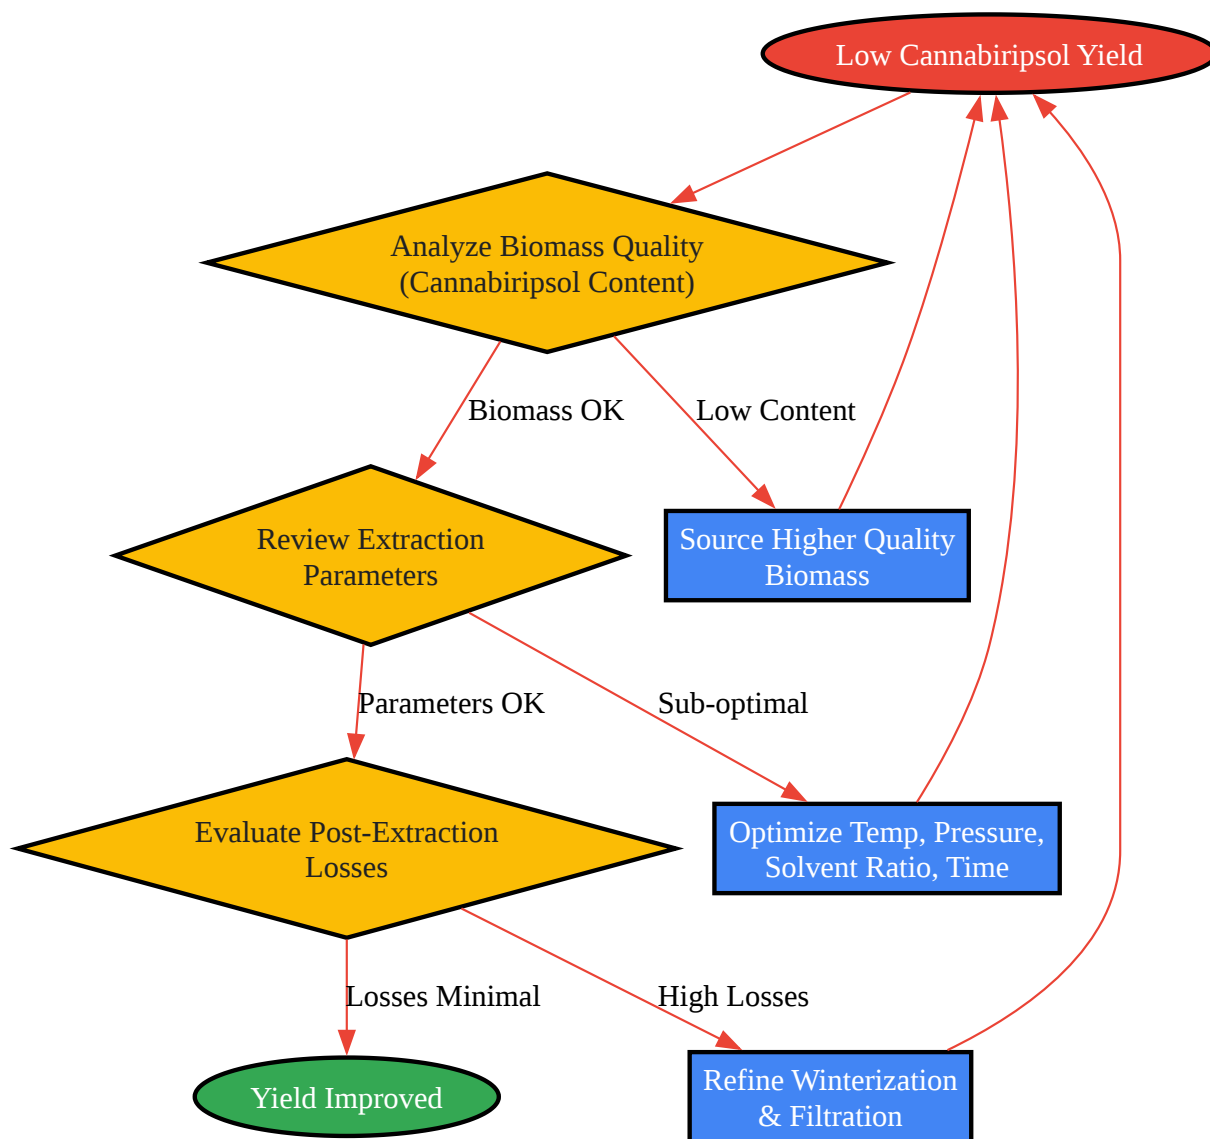 Low Cannabiripsol Yield
Analyze Biomass Quality
(Cannabiripsol Content)
Biomass OK
Low Content
Review Extraction
Parameters
Source Higher Quality
Biomass
Parameters OK
Sub-optimal
Evaluate Post-Extraction
Losses
Optimize Temp, Pressure,
Solvent Ratio, Time
Losses Minimal
High Losses
Yield Improved
Refine Winterization
& Filtration